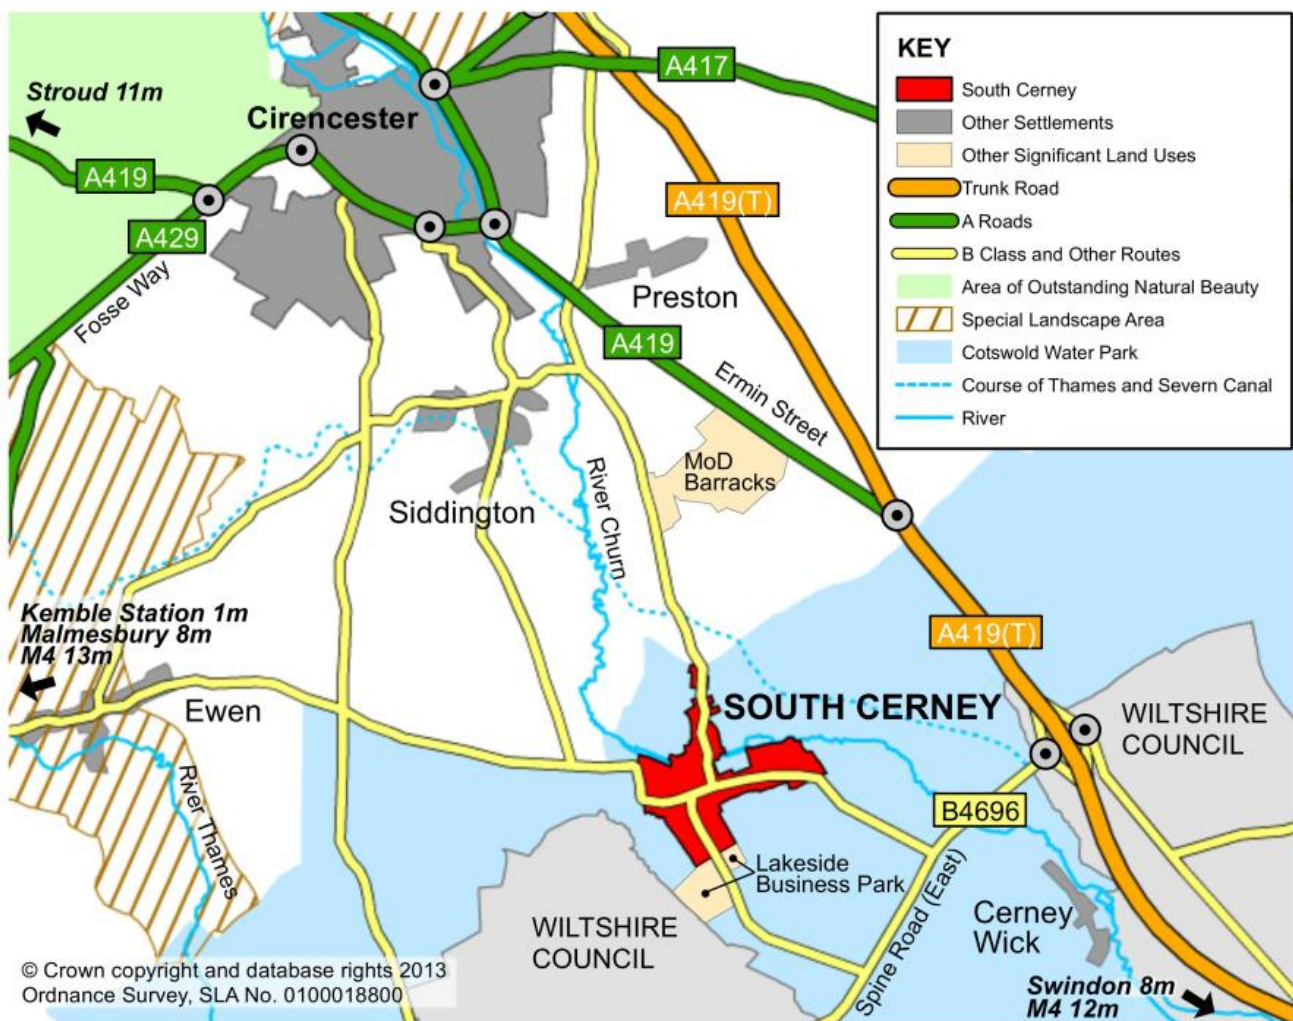 Stroud 11m
Cirencester
A417
A419
A429
Fosse Way
A419(T)
Preston
A419
Ermin Street
MoD
Barracks
River Churn
Siddington
Kemble Station 1m
Malmesbury 8m
M4 13m
Ewen
River Thames
A419(T)
SOUTH CERNEY
WILTSHIRE
COUNCIL
B4696
Lakeside
Business Park
Spine Road (East)
Cerney
Wick
WILTSHIRE
COUNCIL
Swindon 8m
M4 12m
© Crown copyright and database rights 2013
Ordnance Survey, SLA No. 0100018800
KEY
South Cerney
Other Settlements
Other Significant Land Uses
Trunk Road
A Roads
B Class and Other Routes
Area of Outstanding Natural Beauty
Special Landscape Area
Cotswold Water Park
Course of Thames and Severn Canal
River